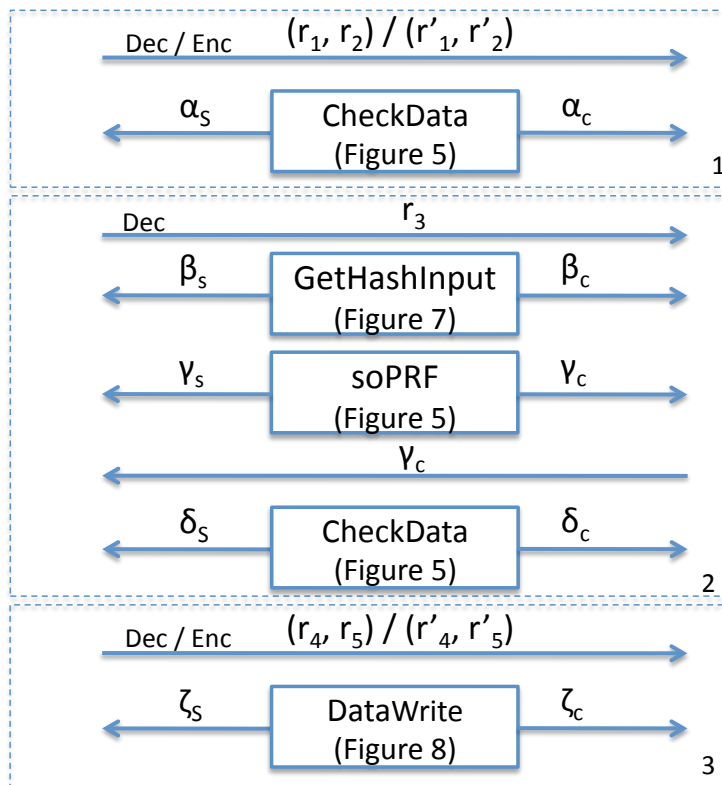 Dec / Enc (r₁, r₂) / (r'₁, r'₂)
α_S CheckData α_c
(Figure 5)
1
Dec r₃
β_s GetHashInput β_c
(Figure 7)
γ_s soPRF γ_c
(Figure 5)
γ_c
δ_S CheckData δ_c
(Figure 5)
2
Dec / Enc (r₄, r₅) / (r'₄, r'₅)
ζ_S DataWrite ζ_c
(Figure 8)
3